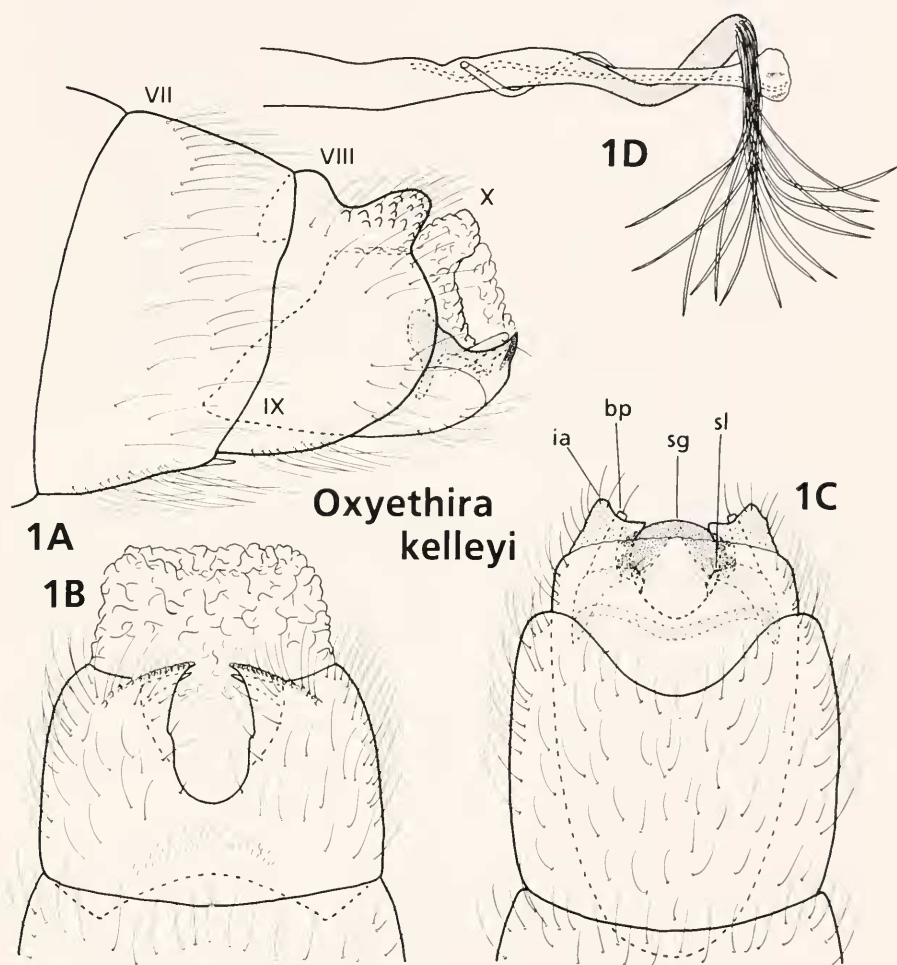 VII
VIII
X
IX
1D
1A
Oxyethira
kelleyi
1B
ia
bp
sg
sl
1C